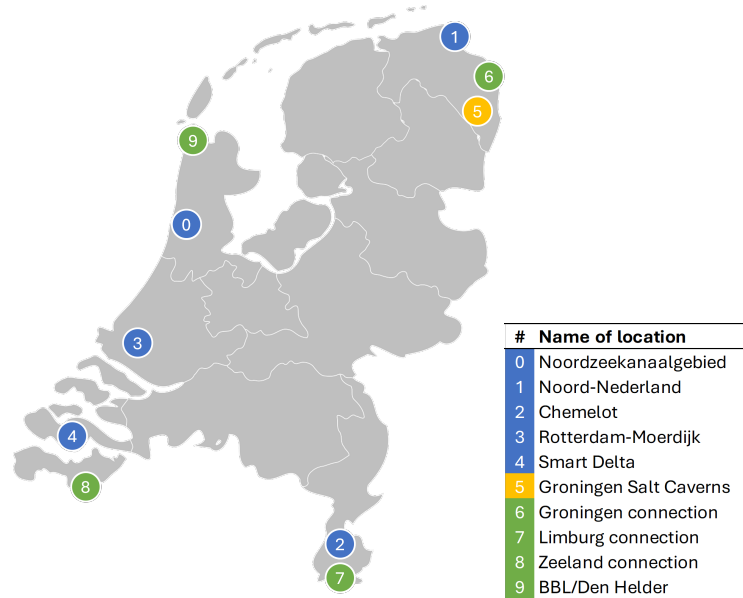 1
6
5
9
0
3
4
8
2
7
# Name of location
0 Noordzeekanaalgebied
1 Noord-Nederland
2 Chemelot
3 Rotterdam-Moerdijk
4 Smart Delta
5 Groningen Salt Caverns
6 Groningen connection
7 Limburg connection
8 Zeeland connection
9 BBL/Den Helder